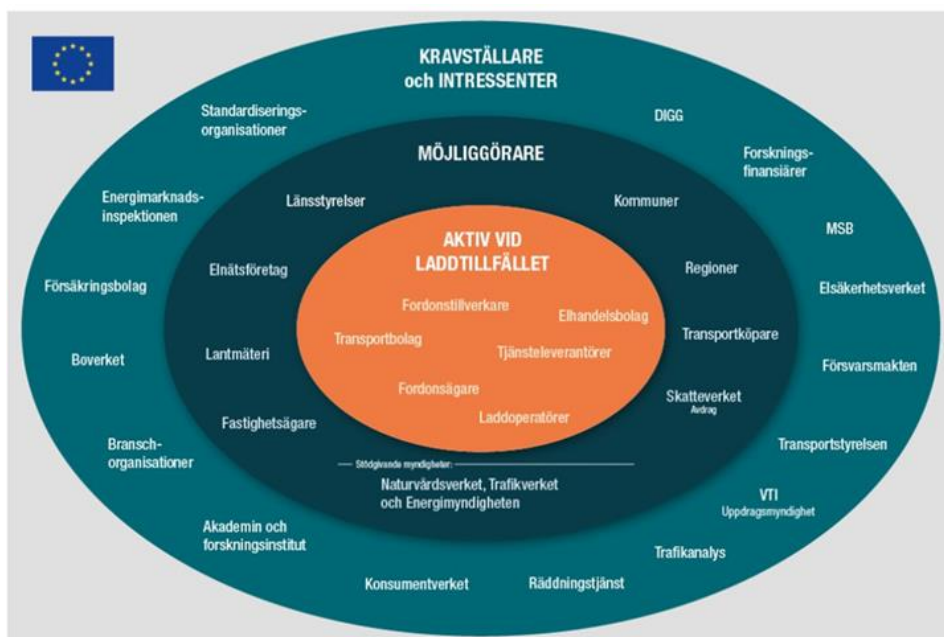 KRAVSTÄLLARE
och INTRESSENTER
Standardiserings-
organisationer
DIGG
Forsknings-
finansiärer
Energimarknads-
inspektionen
MSB
Försäkringsbolag
Elsäkerhetsverket
Boverket
Försvarsmakten
Bransch-
organisationer
Transportstyrelsen
VTI
Uppdragsmyndighet
Akademin och
forskningsinstitut
Trafikanalys
Konsumentverket
Räddningstjänst
MÖJLIGGÖRARE
Länsstyrelser
Kommuner
Elnätsföretag
Regioner
Lantmäteri
Transportköpare
Fastighetsägare
Skatteverket
Avdrag
Stödgivande myndigheter:
Naturvårdsverket, Trafikverket
och Energimyndigheten
AKTIV VID
LADDTILLFÄLLET
Fordonstillverkare
Elhandelsbolag
Transportbolag
Tjänsteleverantörer
Fordonsägare
Laddoperatörer